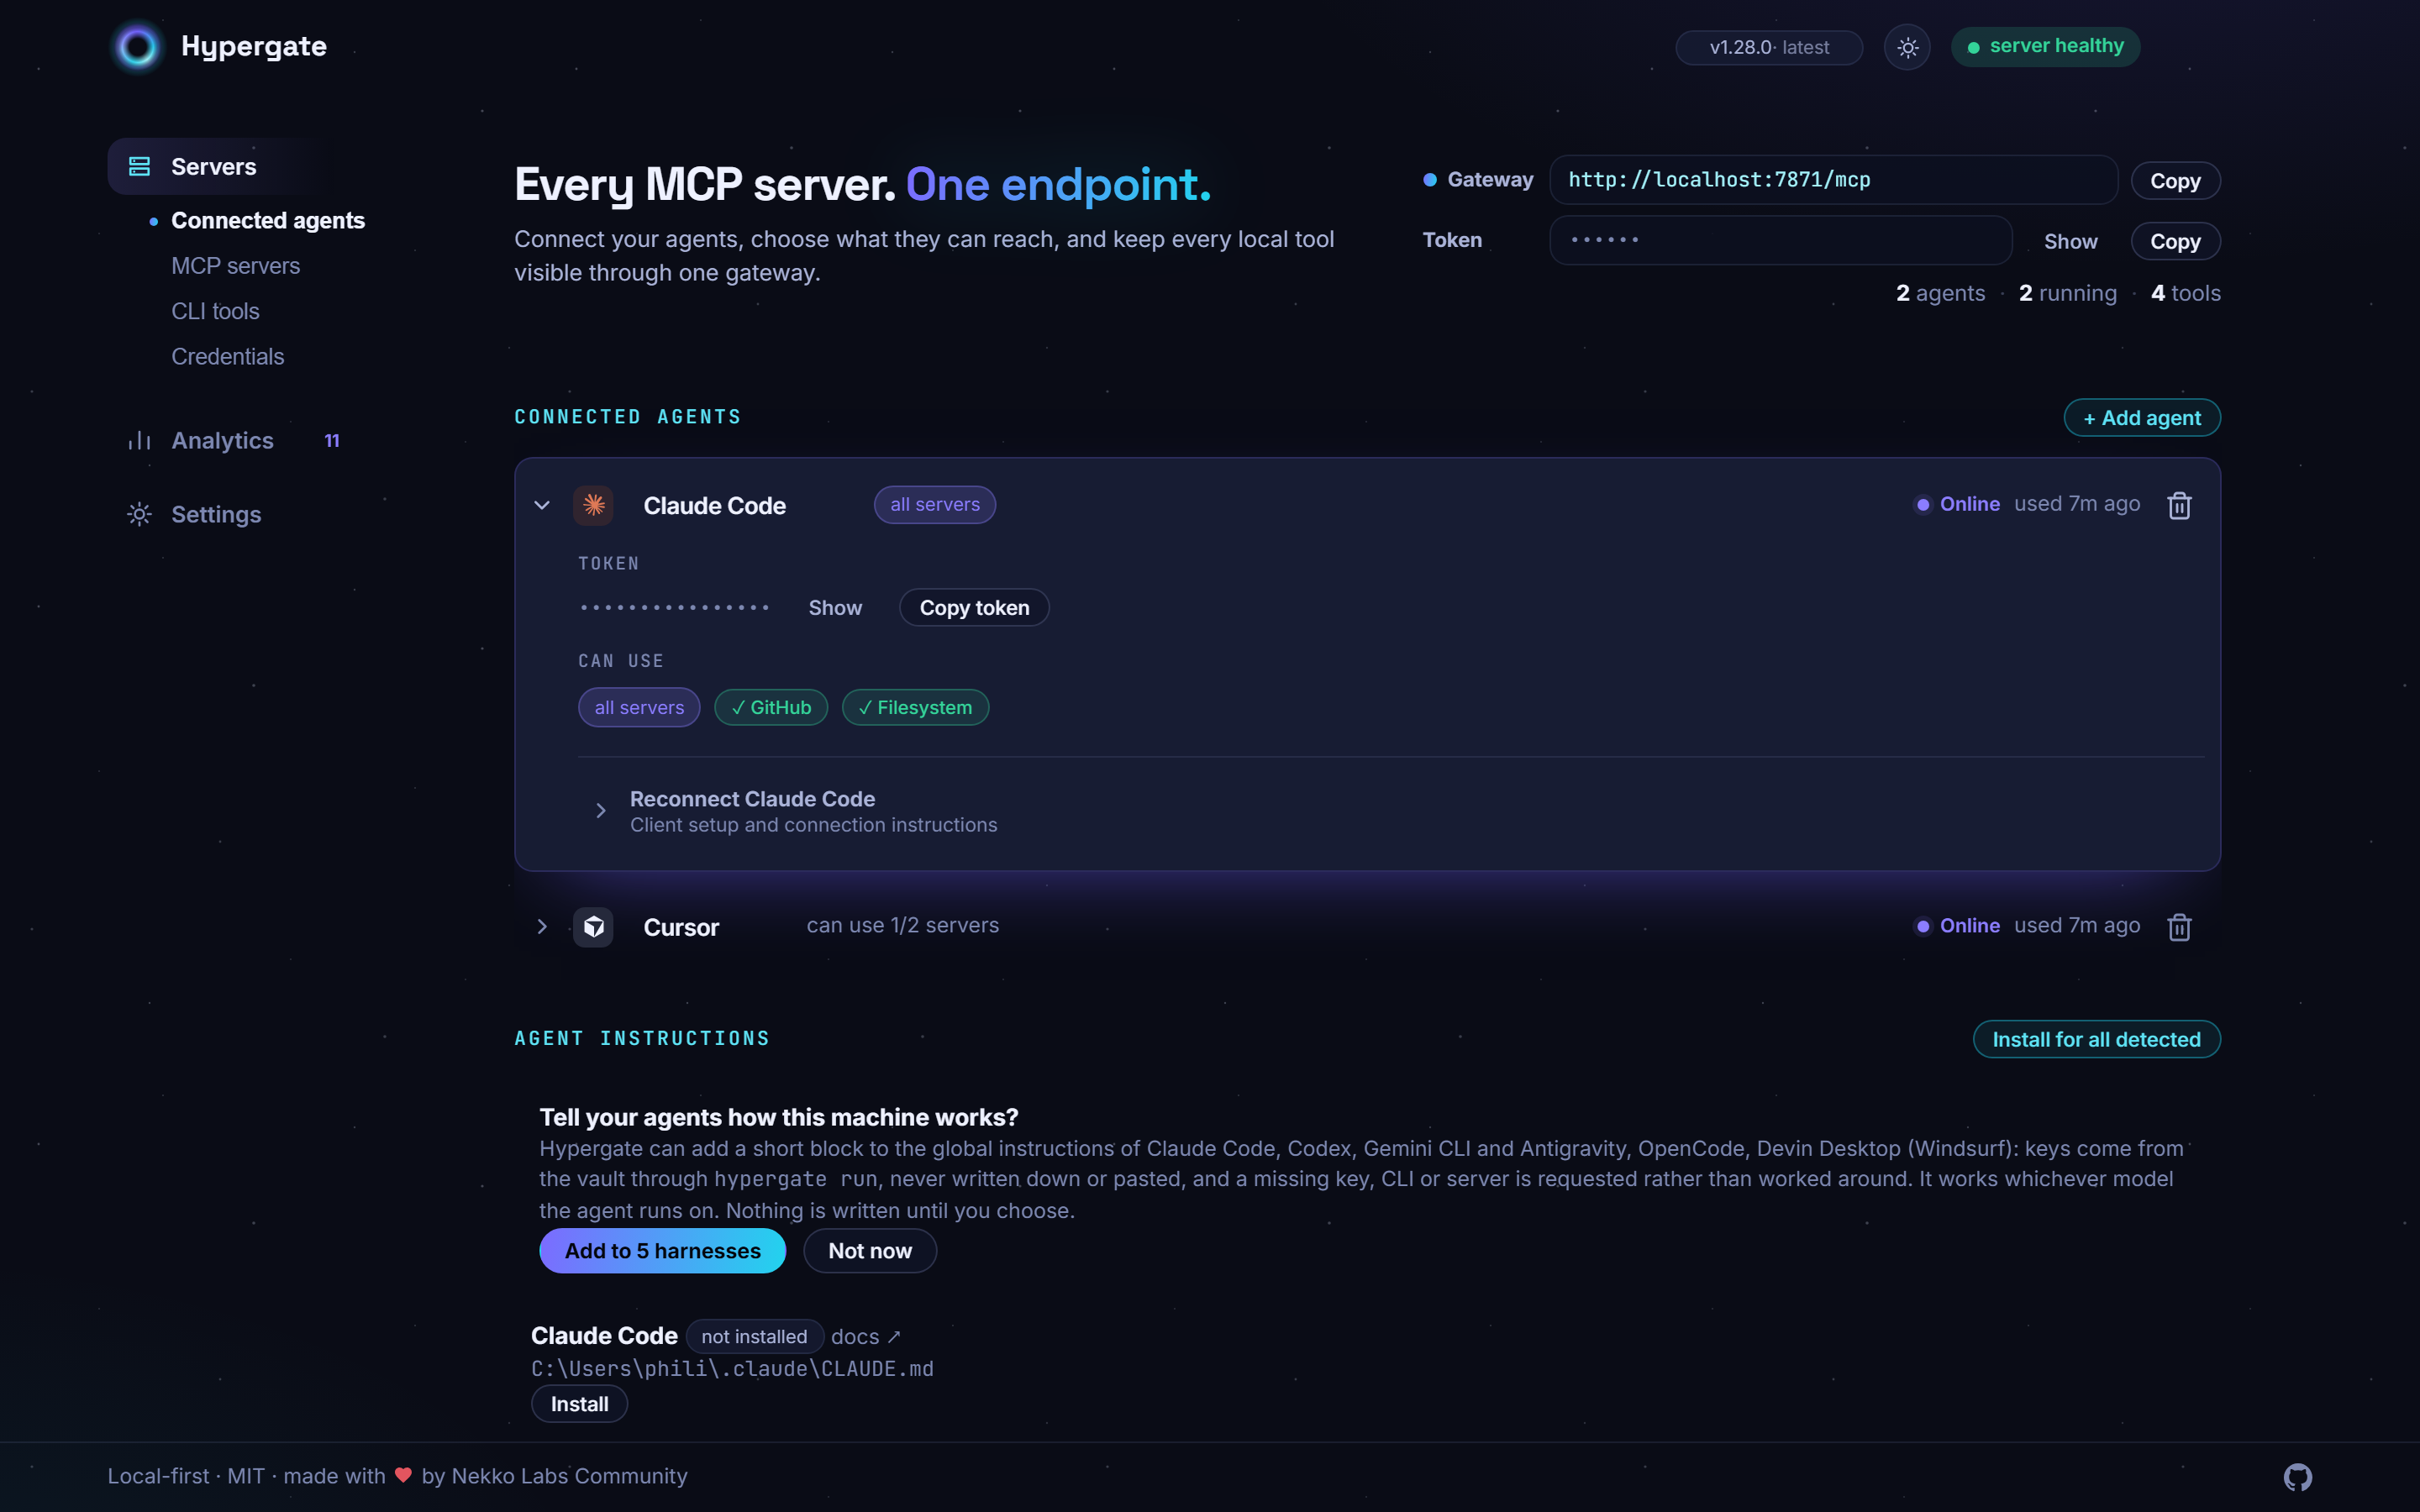 Hypergate
v1.28.0· latest
server healthy
Servers
Connected agents
MCP servers
CLI tools
Credentials
Analytics 11
Settings
Every MCP server. One endpoint.
Connect your agents, choose what they can reach, and keep every local tool
visible through one gateway.
Gateway http://localhost:7871/mcp Copy
Token •••••• Show Copy
2 agents · 2 running · 4 tools
CONNECTED AGENTS
+ Add agent
Claude Code all servers Online used 7m ago
TOKEN
•••••••••••••••• Show Copy token
CAN USE
all servers ✓ GitHub ✓ Filesystem
Reconnect Claude Code
Client setup and connection instructions
Cursor can use 1/2 servers Online used 7m ago
AGENT INSTRUCTIONS
Install for all detected
Tell your agents how this machine works?
Hypergate can add a short block to the global instructions of Claude Code, Codex, Gemini CLI and Antigravity, OpenCode, Devin Desktop (Windsurf): keys come from
the vault through hypergate run, never written down or pasted, and a missing key, CLI or server is requested rather than worked around. It works whichever model
the agent runs on. Nothing is written until you choose.
Add to 5 harnesses Not now
Claude Code not installed docs ↗
C:\Users\phili\.claude\CLAUDE.md
Install
Local-first · MIT · made with ♥ by Nekko Labs Community